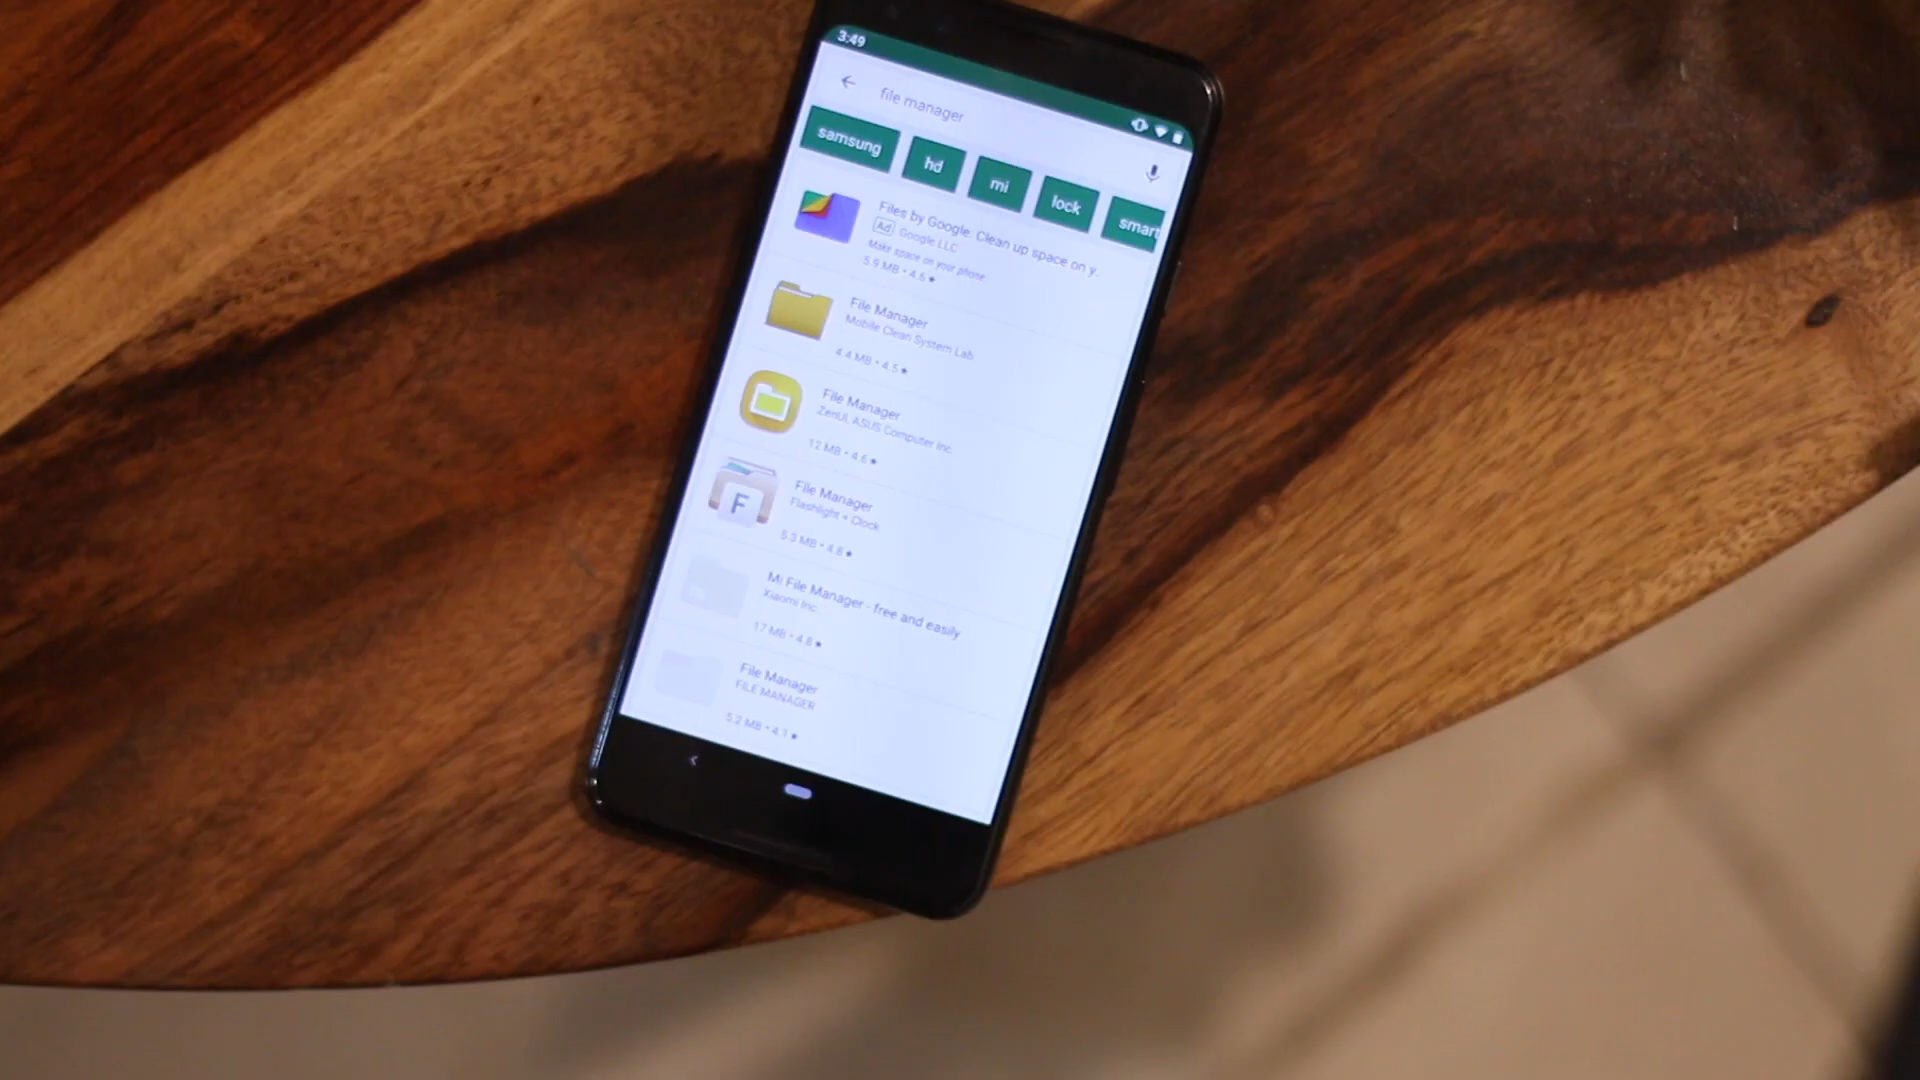 3:49
file manager
samsung
hd
mi
lock
smart
Files by Google: Clean up space on y..
Ad Google LLC
Make space on your phone
5.9 MB • 4.6★
File Manager
Mobile Clean System Lab
4.4 MB • 4.5★
File Manager
ZenUI, ASUS Computer Inc.
12 MB • 4.6★
F
File Manager
Flashlight + Clock
5.3 MB • 4.8★
Mi File Manager - free and easily
Xiaomi Inc.
17 MB • 4.8★
File Manager
FILE MANAGER
5.2 MB • 4.1★